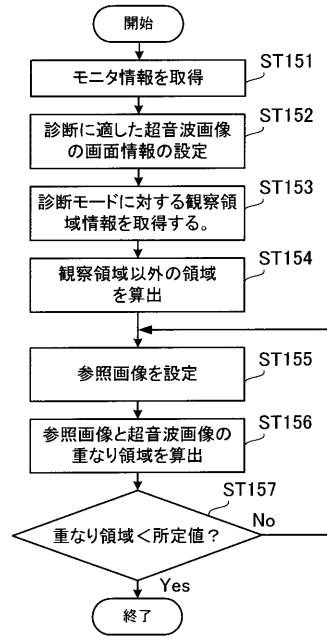 開始
ST151
モニタ情報を取得
ST152
診断に適した超音波画像
の画面情報の設定
ST153
診断モードに対する観察領
域情報を取得する。
ST154
観察領域以外の領域
を算出
ST155
参照画像を設定
ST156
参照画像と超音波画像の
重なり領域を算出
ST157
重なり領域<所定値?
No
Yes
終了